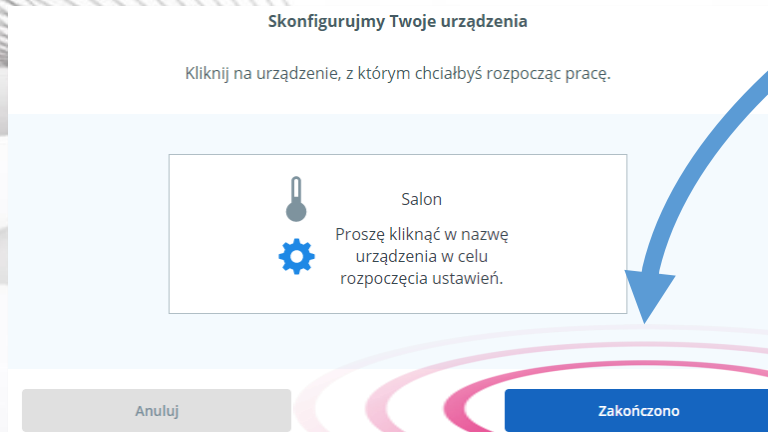 Skonfigurujmy Twoje urządzenia
Kliknij na urządzenie, z którym chciałbyś rozpocząc pracę.
Salon
Proszę kliknąć w nazwę
urządzenia w celu
rozpoczęcia ustawień.
Anuluj
Zakończono